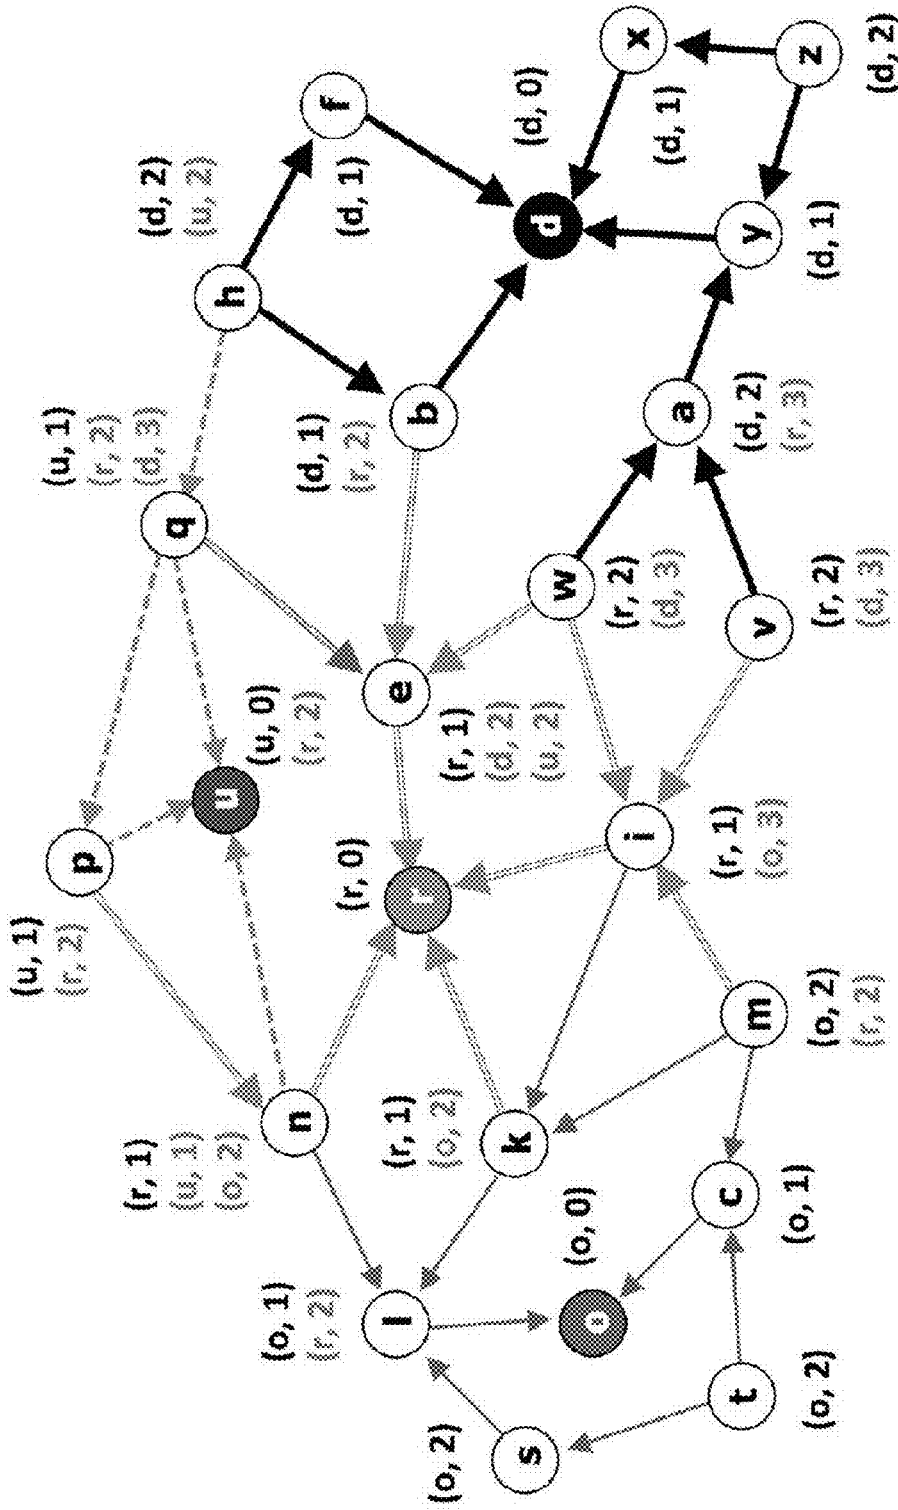 (u, 1)
(r, 2)
p
(u, 1)
(r, 2)
(d, 3)
q
(r, 1)
(u, 1)
(o, 2)
n
(d, 2)
(u, 2)
h
u
(u, 0)
(r, 2)
(o, 1)
(r, 2)
l
(d, 1)
(r, 2)
b
f
(d, 1)
(r, 0)
r
(r, 1)
(o, 2)
k
e
(r, 1)
(d, 2)
(u, 2)
(o, 2)
s
(d, 0)
d
(o, 0)
o
w
(r, 2)
(d, 3)
x
(d, 1)
i
(r, 1)
(o, 3)
a
(d, 2)
(r, 3)
c
(o, 1)
t
(o, 2)
m
(o, 2)
(r, 2)
v
(r, 2)
(d, 3)
y
(d, 1)
z
(d, 2)